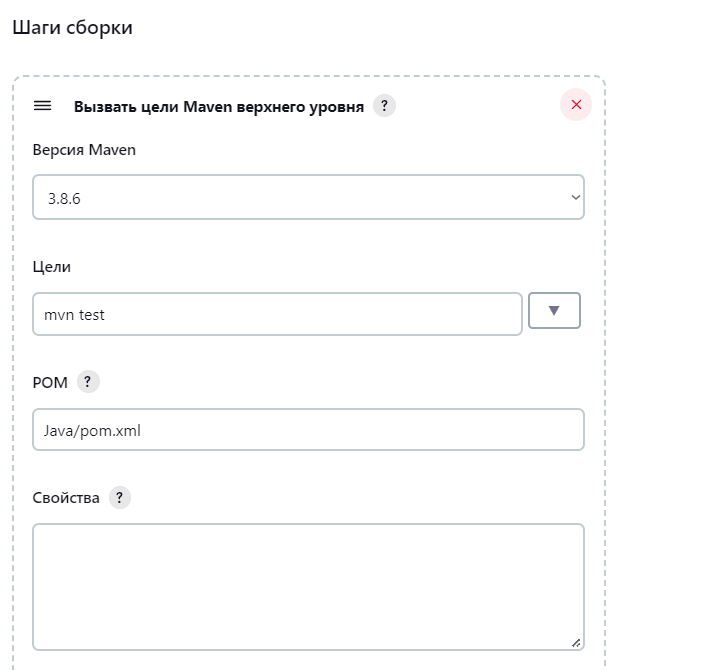 Шаги сборки
Вызвать цели Maven верхнего уровня ?
Версия Maven
3.8.6
Цели
mvn test
POM ?
Java/pom.xml
Свойства ?